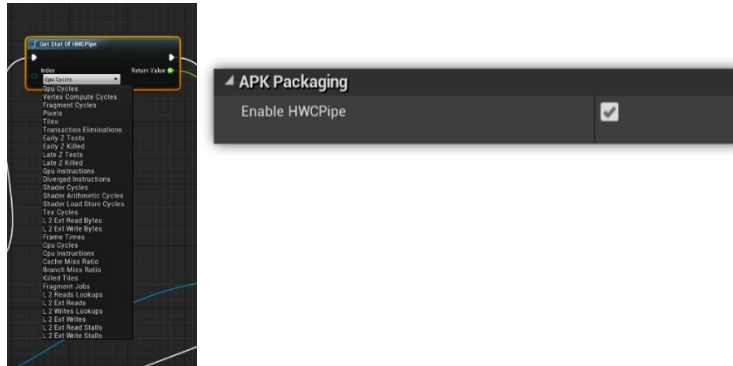 Get Stat Of HWCPipe
Index
Return Value
Gpu Cycles
Gpu Cycles
Vertex Compute Cycles
Fragment Cycles
Pixels
Tiles
Transaction Eliminations
Early Z Tests
Early Z Killed
Late Z Tests
Late Z Killed
Gpu Instructions
Diverged Instructions
Shader Cycles
Shader Arithmetic Cycles
Shader Load Store Cycles
Tex Cycles
L 2 Ext Read Bytes
L 2 Ext Write Bytes
Frame Times
Cpu Cycles
Cpu Instructions
Cache Miss Ratio
Branch Miss Ratio
Killed Tiles
Fragment Jobs
L 2 Reads Lookups
L 2 Ext Reads
L 2 Writes Lookups
L 2 Ext Writes
L 2 Ext Read Stalls
L 2 Ext Write Stalls
APK Packaging
Enable HWCPipe